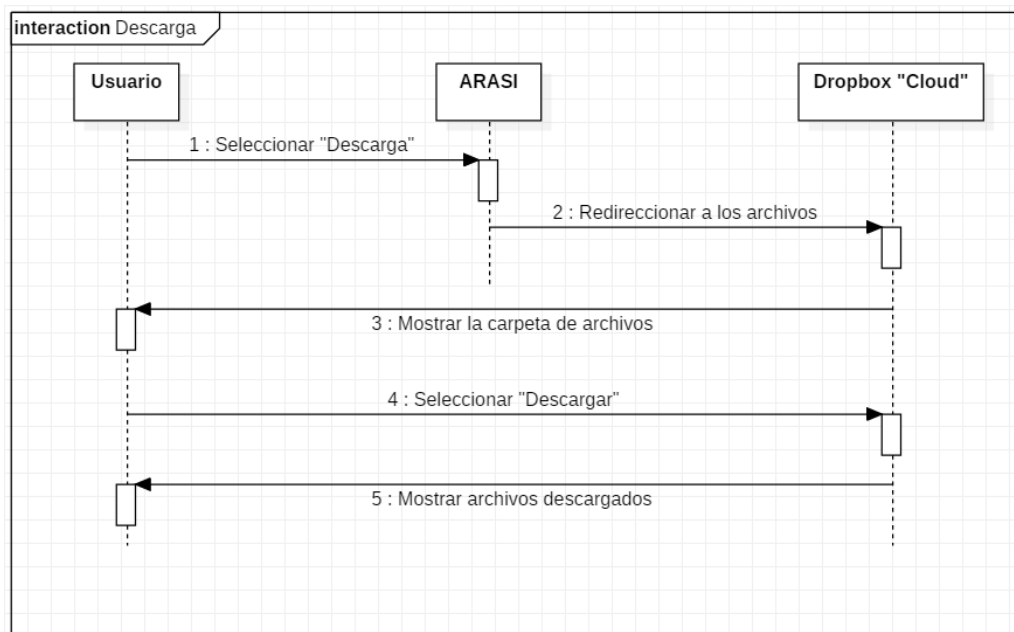 interaction Descarga
Usuario
ARASI
Dropbox "Cloud"
1 : Seleccionar "Descarga"
2 : Redireccionar a los archivos
3 : Mostrar la carpeta de archivos
4 : Seleccionar "Descargar"
5 : Mostrar archivos descargados